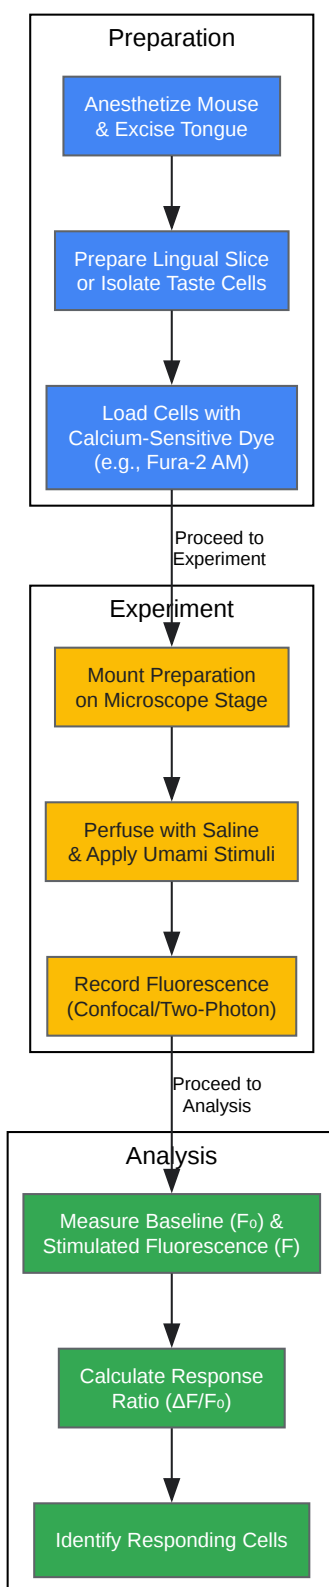 Preparation
Anesthetize Mouse
& Excise Tongue
Prepare Lingual Slice
or Isolate Taste Cells
Load Cells with
Calcium-Sensitive Dye
(e.g., Fura-2 AM)
Proceed to
Experiment
Experiment
Mount Preparation
on Microscope Stage
Perfuse with Saline
& Apply Umami Stimuli
Record Fluorescence
(Confocal/Two-Photon)
Proceed to
Analysis
Analysis
Measure Baseline (F₀) &
Stimulated Fluorescence (F)
Calculate Response
Ratio (ΔF/F₀)
Identify Responding Cells